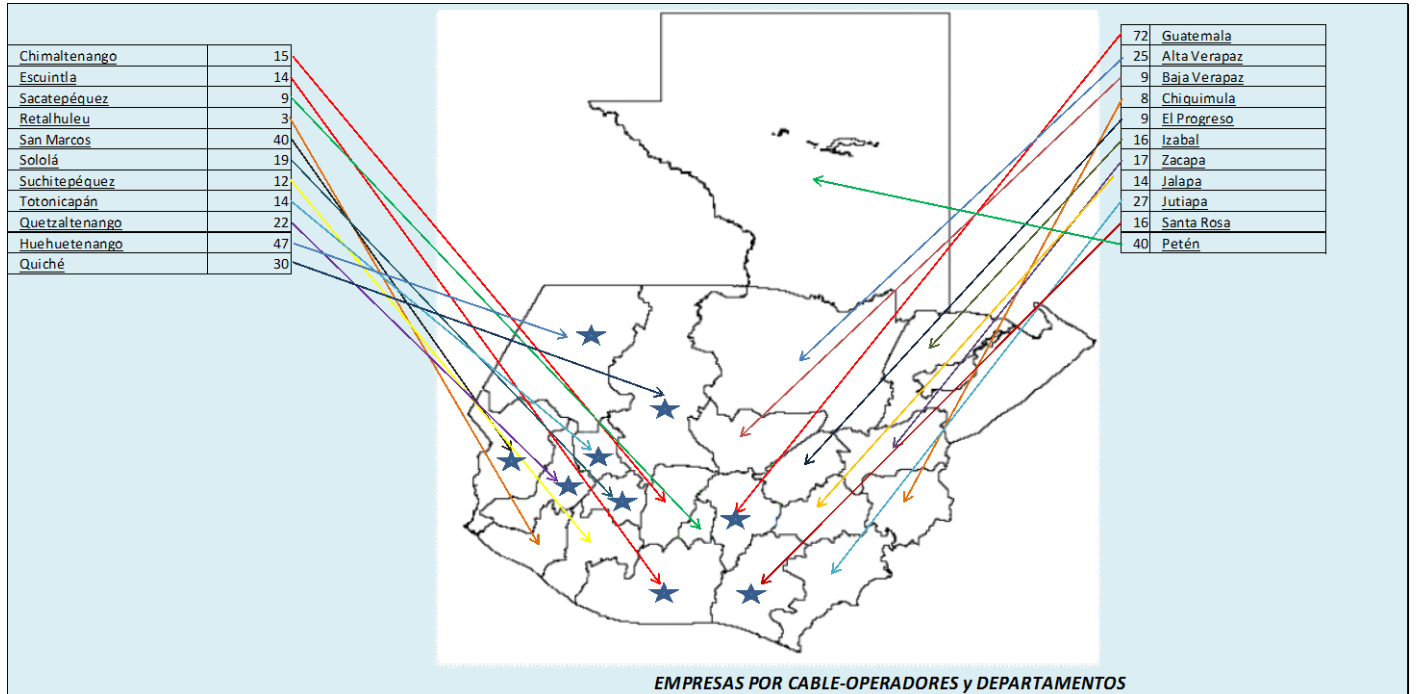 Chimaltenango 15
Escuintla 14
Sacatepéquez 9
Retalhuleu 3
San Marcos 40
Sololá 19
Suchitepéquez 12
Totonicapán 14
Quetzaltenango 22
Huehuetenango 47
Quiché 30
72 Guatemala
25 Alta Verapaz
9 Baja Verapaz
8 Chiquimula
9 El Progreso
16 Izabal
17 Zacapa
14 Jalapa
27 Jutiapa
16 Santa Rosa
40 Petén
EMPRESAS POR CABLE-OPERADORES y DEPARTAMENTOS